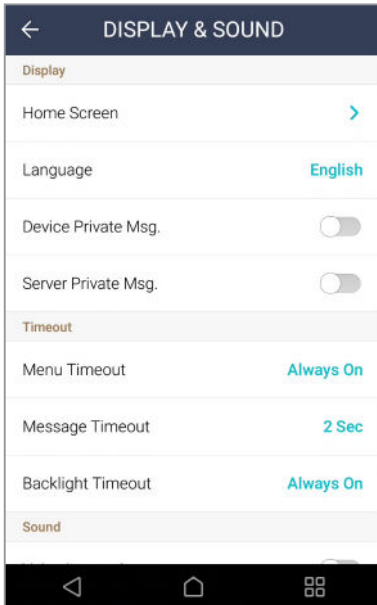 DISPLAY & SOUND
Display
Home Screen
Language English
Device Private Msg.
Server Private Msg.
Timeout
Menu Timeout Always On
Message Timeout 2 Sec
Backlight Timeout Always On
Sound